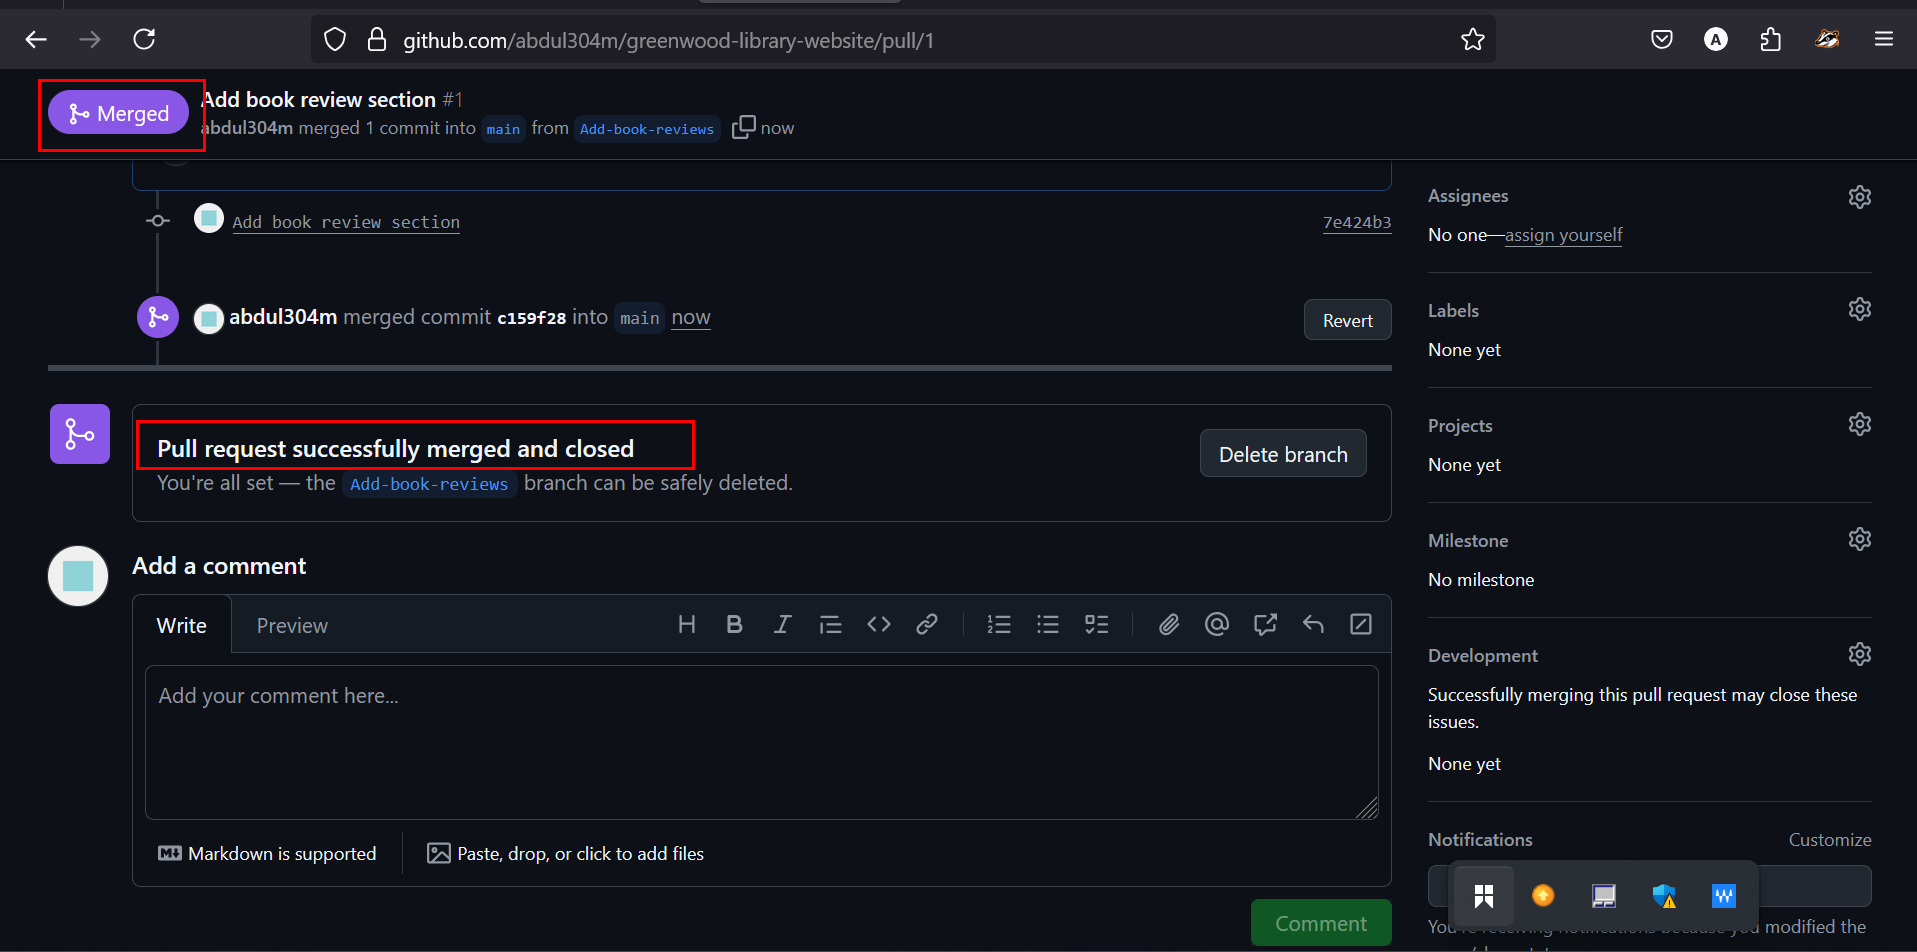 github.com/abdul304m/greenwood-library-website/pull/1
A
Merged
Add book review section #1
abdul304m merged 1 commit into main from Add-book-reviews now
Add book review section
7e424b3
abdul304m merged commit c159f28 into main now
Revert
Pull request successfully merged and closed
You're all set — the Add-book-reviews branch can be safely deleted.
Delete branch
Add a comment
Write
Preview
Add your comment here...
Markdown is supported
Paste, drop, or click to add files
Comment
Assignees
No one—assign yourself
Labels
None yet
Projects
None yet
Milestone
No milestone
Development
Successfully merging this pull request may close these
issues.
None yet
Notifications
Customize
modified the